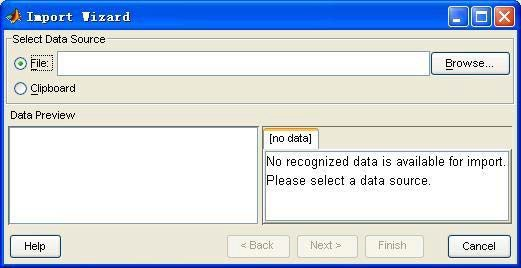 Import Wizard
Select Data Source
File:
Browse...
Clipboard
Data Preview
[no data]
No recognized data is available for import.
Please select a data source.
Help
< Back
Next >
Finish
Cancel